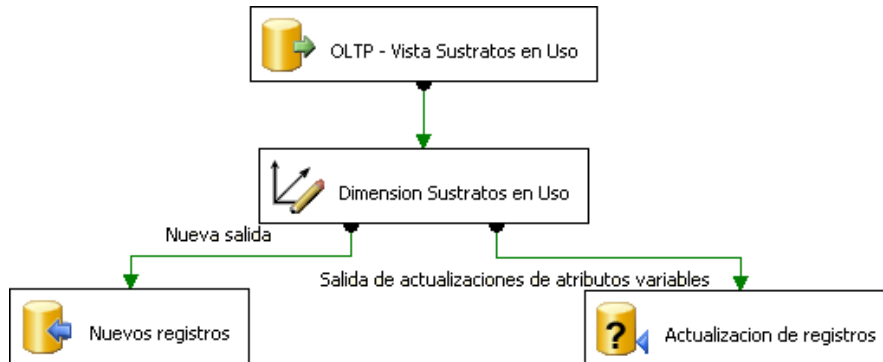 OLTP - Vista Sustratos en Uso
Dimension Sustratos en Uso
Nueva salida
Salida de actualizaciones de atributos variables
Nuevos registros
?
Actualizacion de registros